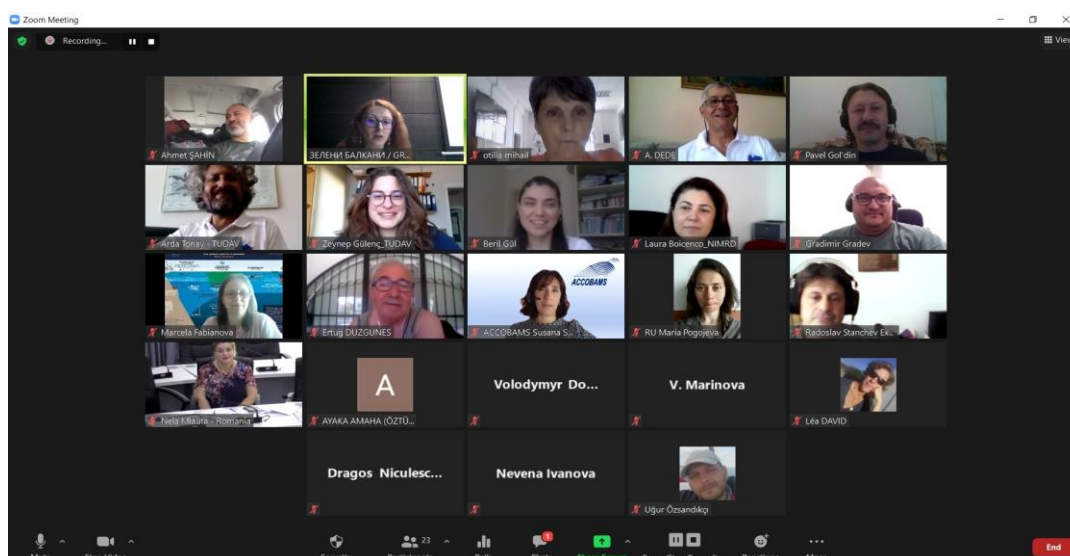 Zoom Meeting
Recording...
View
Ahmet ŞAHİN
ЗЕЛЕНИ БАЛКАНИ / GR...
otilia mihail
A. DEDE
Pavel Gol'din
Arda Tonay - TUDAV
Zeynep Gülenç_TUDAV
Beril Gül
Laura Boicenco_NIMRD
Gradimir Gradev
Marcela Fabianova
Ertug DUZGUNES
ACCOBAMS
ACCOBAMS Susana S...
RU Maria Pogojeva
Radoslav Stanchev Ex...
Nela Miauta - Romania
A
AYAKA AMAHA (ÖZTÜ...
Volodymyr Do...
V. Marinova
Léa DAVID
Dragos Niculesc...
Nevena Ivanova
Uğur Özsandıkçı
23
1
End